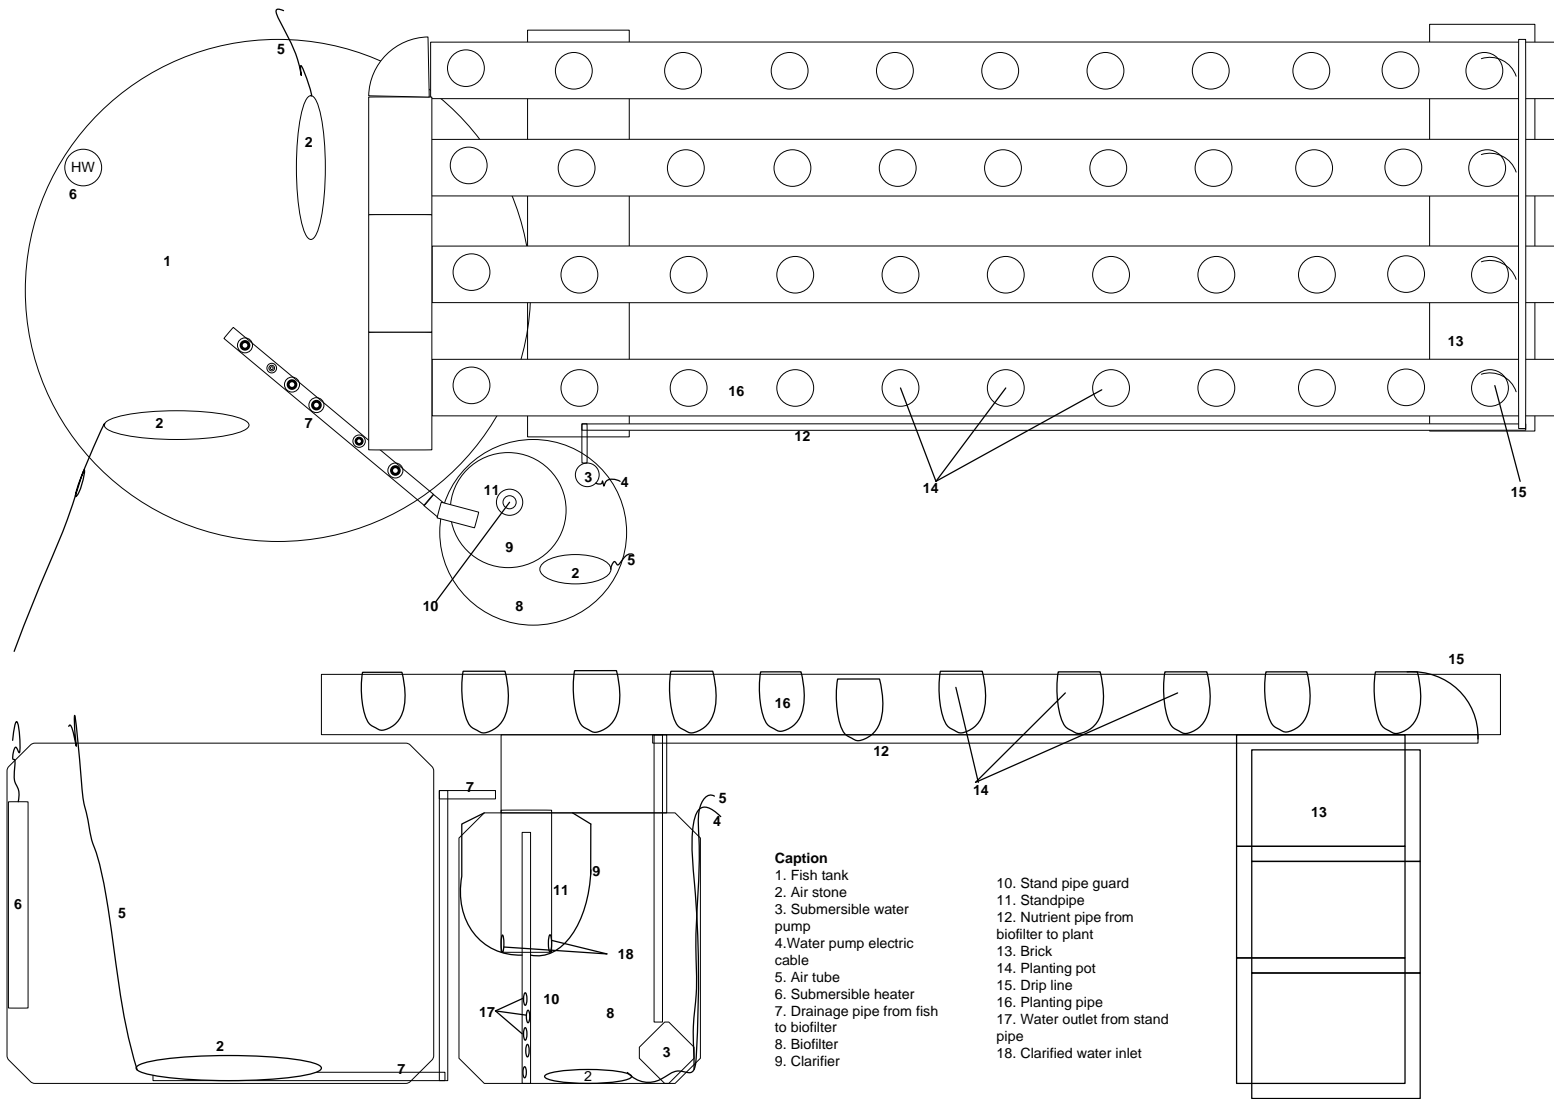 5
2
HW
6
1
13
16
2
7
12
3
4
14
15
11
9
5
2
10
8
15
16
12
7
14
5
4
13
9
11
6
5
18
10
17
8
2
3
7
2
Caption
1. Fish tank
2. Air stone
3. Submersible water
pump
4.Water pump electric
cable
5. Air tube
6. Submersible heater
7. Drainage pipe from fish
to biofilter
8. Biofilter
9. Clarifier
10. Stand pipe guard
11. Standpipe
12. Nutrient pipe from
biofilter to plant
13. Brick
14. Planting pot
15. Drip line
16. Planting pipe
17. Water outlet from stand
pipe
18. Clarified water inlet